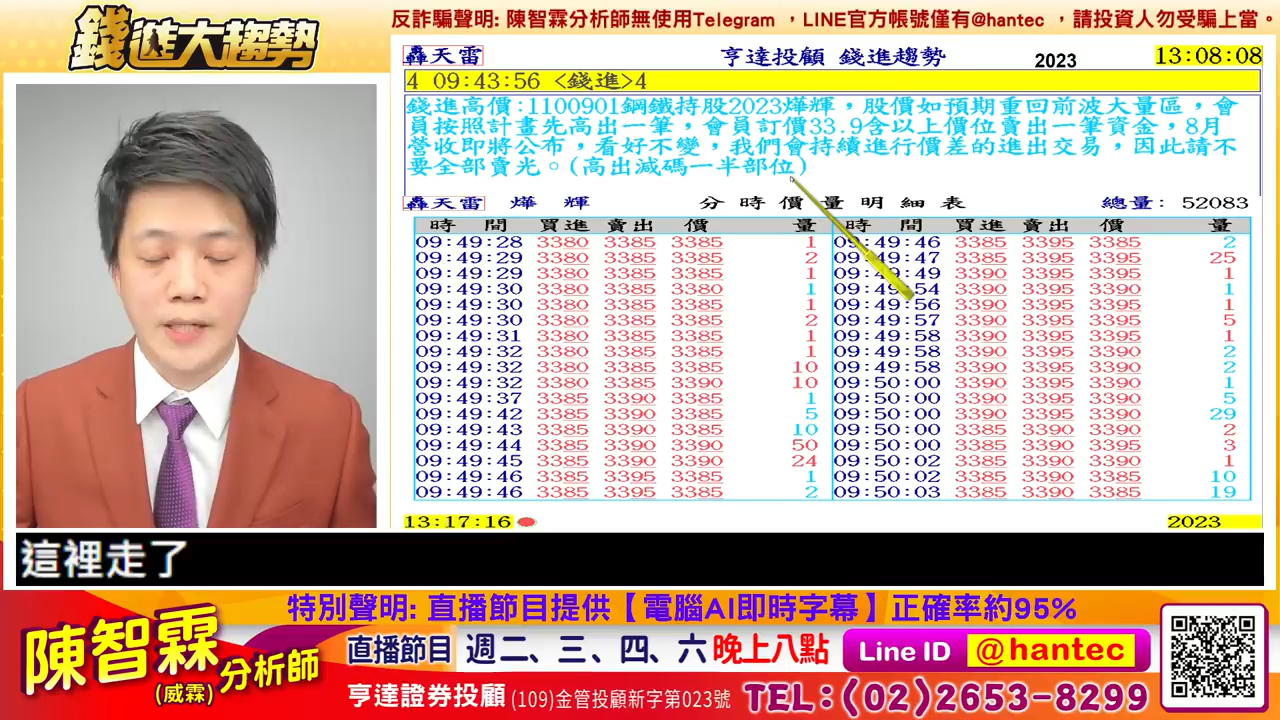 錢進大趨勢
反詐騙聲明: 陳智霖分析師無使用Telegram ，LINE官方帳號僅有@hantec ，請投資人勿受騙上當。
轟天雷 亨達投顧 錢進趨勢 2023 13:08:08
4 09:43:56 <錢進>4
錢進高價:1100901鋼鐵持股2023燁輝，股價如預期重回前波大量區，會
員按照計畫先高出一筆，會員訂價33.9含以上價位賣出一筆資金，8月
營收即將公布，看好不變，我們會持續進行價差的進出交易，因此請不
要全部賣光。(高出減碼一半部位)
轟天雷 燁 輝 分 時 價 量 明 細 表 總量: 52083
時 間 買進 賣出 價 量 時 間 買進 賣出 價 量
09:49:28 3380 3385 3385 1 09:49:46 3385 3395 3385 2
09:49:29 3380 3385 3385 2 09:49:47 3385 3395 3395 25
09:49:29 3380 3385 3385 1 09:49:49 3390 3395 3395 1
09:49:30 3380 3385 3380 1 09:49:54 3390 3395 3390 1
09:49:30 3380 3385 3385 1 09:49:56 3390 3395 3395 1
09:49:30 3380 3385 3385 2 09:49:57 3390 3395 3395 5
09:49:31 3380 3385 3385 1 09:49:58 3390 3395 3395 1
09:49:32 3380 3385 3385 1 09:49:58 3390 3395 3390 2
09:49:32 3380 3385 3385 10 09:49:58 3390 3395 3390 2
09:49:32 3380 3385 3390 10 09:50:00 3390 3395 3390 1
09:49:37 3385 3390 3385 1 09:50:00 3390 3395 3390 5
09:49:42 3385 3390 3385 5 09:50:00 3390 3395 3390 29
09:49:43 3385 3390 3385 10 09:50:00 3390 3395 3395 2
09:49:44 3385 3390 3390 50 09:50:00 3390 3395 3395 3
09:49:45 3385 3390 3390 24 09:50:02 3385 3390 3390 1
09:49:46 3385 3395 3385 1 09:50:02 3385 3390 3385 10
09:49:46 3385 3395 3385 2 09:50:03 3385 3390 3385 19
13:17:16 2023
這裡走了
特別聲明: 直播節目提供【電腦AI即時字幕】正確率約95%
陳智霖分析師
(威霖)
直播節目 週二、三、四、六晚上八點 Line ID @hantec
亨達證券投顧 (109)金管投顧新字第023號 TEL:(02)2653-8299